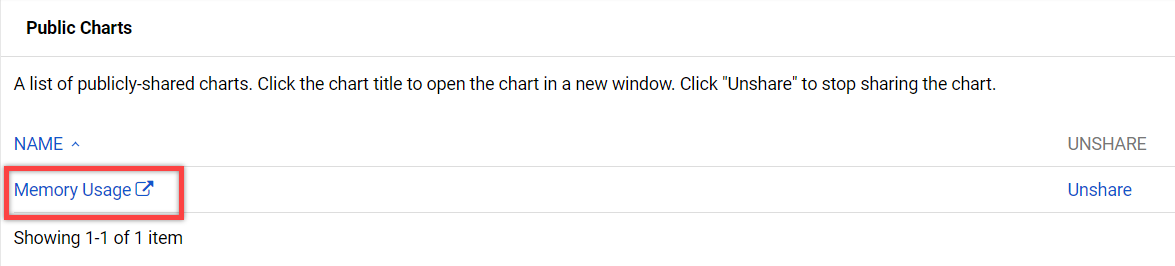 Public Charts
A list of publicly-shared charts. Click the chart title to open the chart in a new window. Click "Unshare" to stop sharing the chart.
NAME UNSHARE
Memory Usage Unshare
Showing 1-1 of 1 item